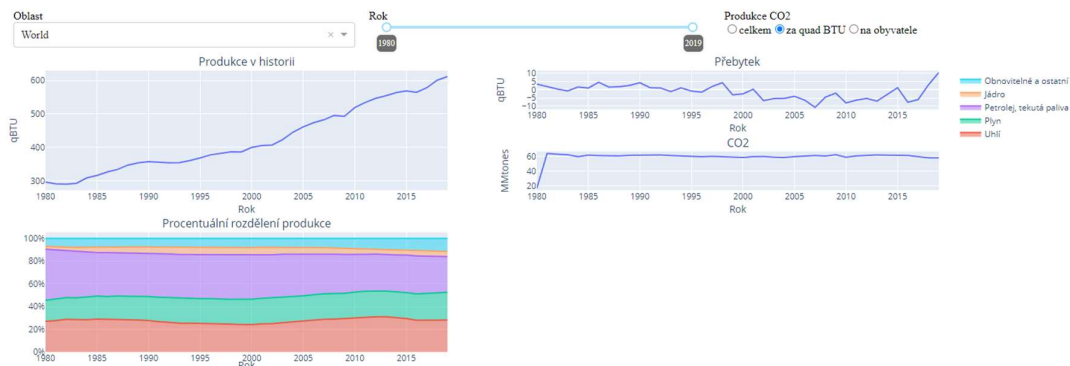 Oblast
World
Rok
1980
2019
Produkce CO2
celkem za quad BTU na obyvatele
Produkce v historii
qBTU
600
500
400
300
1980 1985 1990 1995 2000 2005 2010 2015
Rok
Přebytek
qBTU
10
5
0
−5
−10
1980 1985 1990 1995 2000 2005 2010 2015
Rok
CO2
MMtones
60
40
20
1980 1985 1990 1995 2000 2005 2010 2015
Rok
Obnovitelné a ostatní
Jádro
Petrolej, tekutá paliva
Plyn
Uhlí
Procentuální rozdělení produkce
100%
80%
60%
40%
20%
0%
1980 1985 1990 1995 2000 2005 2010 2015
Rok